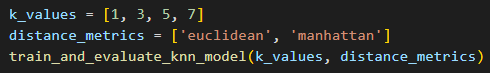 k_values = [1, 3, 5, 7]
distance_metrics = ['euclidean', 'manhattan']
train_and_evaluate_knn_model(k_values, distance_metrics)